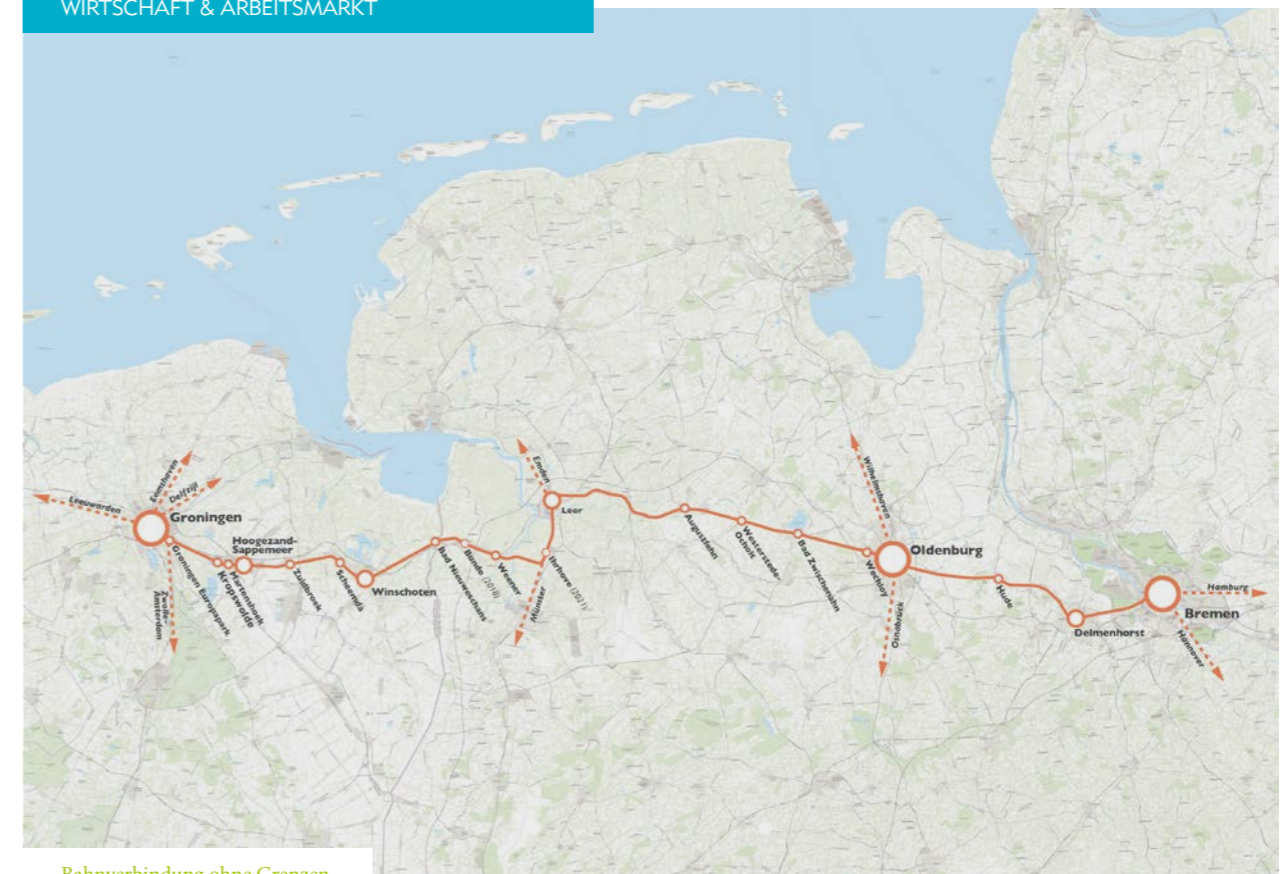 WIRTSCHAFT & ARBEITSMARKT
Leeuwarden
Eemshaven
Delfzijl
Groningen
Zwolle-
Amsterdam
Groningen Europapark
Kropswolde
Martenshoek
Hoogezand-
Sappemeer
Zuidbroek
Scheemda
Winschoten
Bad Nieuweschans
Bunde (2018)
Weener
Ihrhove (2021)
Münster
Emden
Leer
Augustfehn
Westerstede-
Ocholt
Bad Zwischenahn
Wechloy
Wilhelmshaven
Oldenburg
Osnabrück
Hude
Delmenhorst
Bremen
Hamburg
Hannover
Bahnverbindung ohne Grenzen